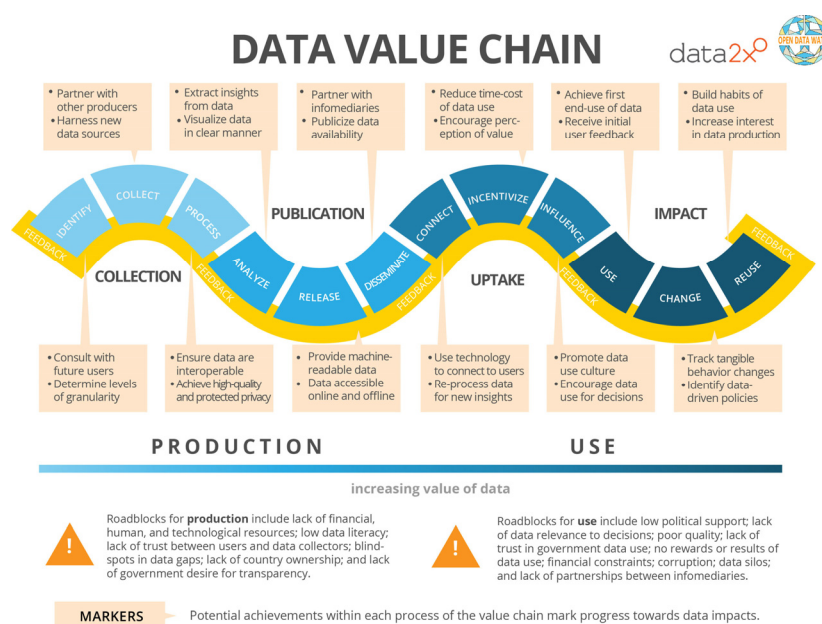 DATA VALUE CHAIN
data2x
OPEN DATA WAT
• Partner with
other producers
• Harness new
data sources
• Extract insights
from data
• Visualize data
in clear manner
• Partner with
infomediaries
• Publicize data
availability
• Reduce time-cost
of data use
• Encourage perc-
eption of value
• Achieve first
end-use of data
• Receive initial
user feedback
• Build habits of
data use
• Increase interest
in data production
FEEDBACK
IDENTIFY
COLLECT
PROCESS
COLLECTION
FEEDBACK
ANALYZE
RELEASE
DISSEMINATE
PUBLICATION
FEEDBACK
CONNECT
INCENTIVIZE
INFLUENCE
UPTAKE
FEEDBACK
USE
CHANGE
REUSE
IMPACT
FEEDBACK
• Consult with
future users
• Determine levels
of granularity
• Ensure data are
interoperable
• Achieve high-quality
and protected privacy
• Provide machine-
readable data
• Data accessible
online and offline
• Use technology
to connect to users
• Re-process data
for new insights
• Promote data
use culture
• Encourage data
use for decisions
• Track tangible
behavior changes
• Identify data-
driven policies
PRODUCTION
USE
increasing value of data
!
Roadblocks for production include lack of financial,
human, and technological resources; low data literacy;
lack of trust between users and data collectors; blind-
spots in data gaps; lack of country ownership; and lack
of government desire for transparency.
!
Roadblocks for use include low political support; lack
of data relevance to decisions; poor quality; lack of
trust in government data use; no rewards or results of
data use; financial constraints; corruption; data silos;
and lack of partnerships between infomediaries.
MARKERS
Potential achievements within each process of the value chain mark progress towards data impacts.